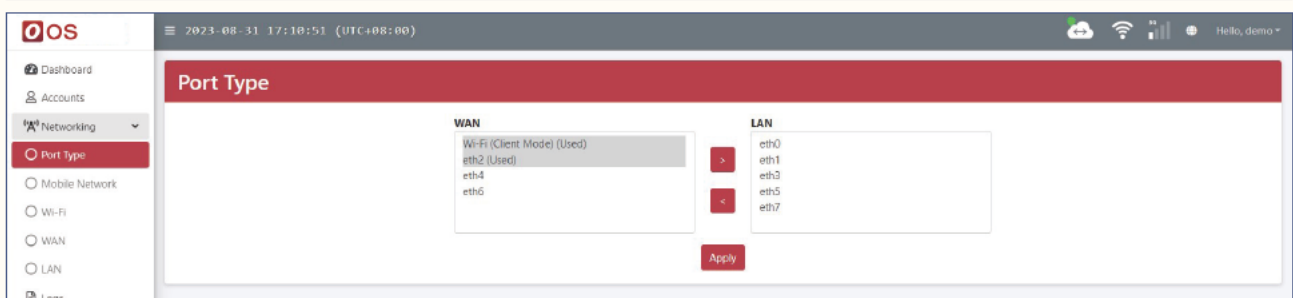 OS
2023-08-31 17:10:51 (UTC+08:00)
Hello, demo
Dashboard
Accounts
Networking
Port Type
Mobile Network
Wi-Fi
WAN
LAN
Logs
Port Type
WAN
Wi-Fi (Client Mode) (Used)
eth2 (Used)
eth4
eth6
>
<
LAN
eth0
eth1
eth3
eth5
eth7
Apply